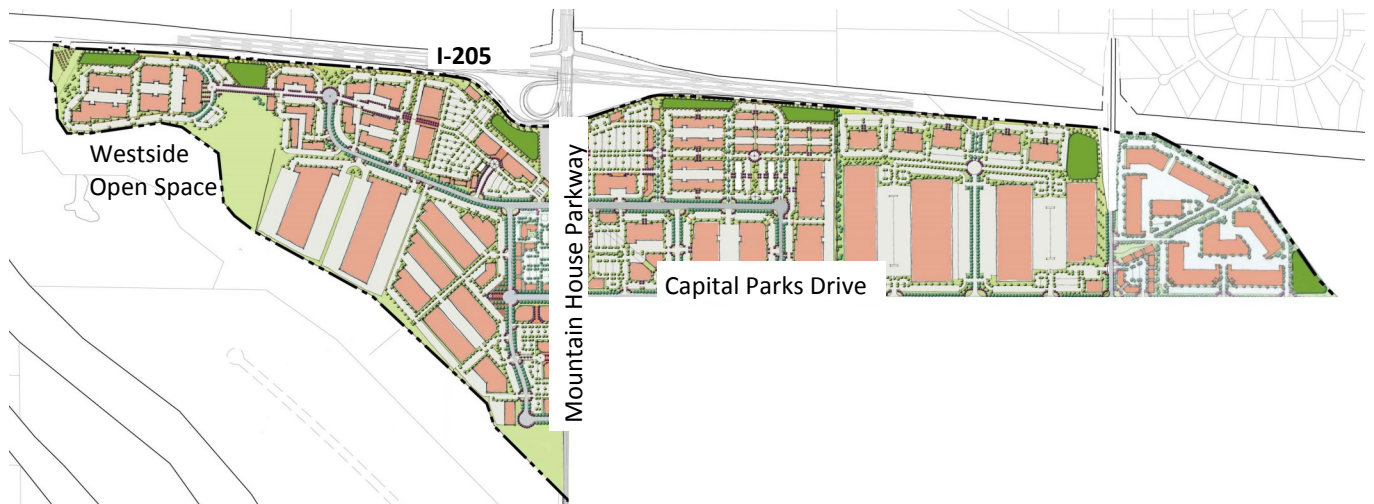 I-205
Westside
Open Space
Mountain House Parkway
Capital Parks Drive